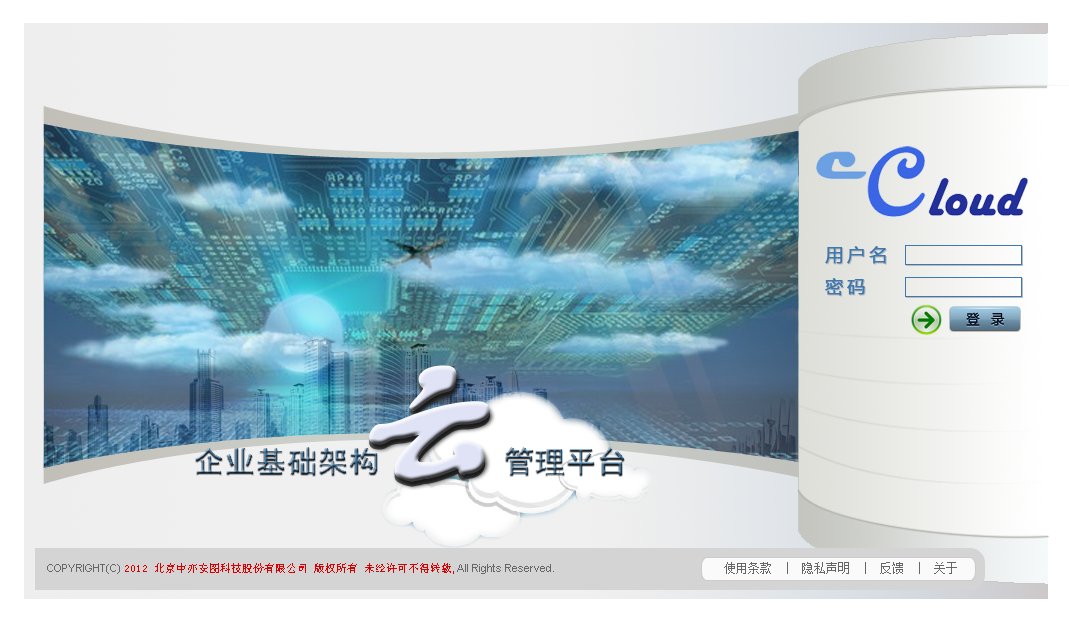 cCloud
用户名
密码
登 录
企业基础架构 云 管理平台
COPYRIGHT(C) 2012 北京中亦安图科技股份有限公司 版权所有 未经许可不得转载, All Rights Reserved.
使用条款 | 隐私声明 | 反馈 | 关于